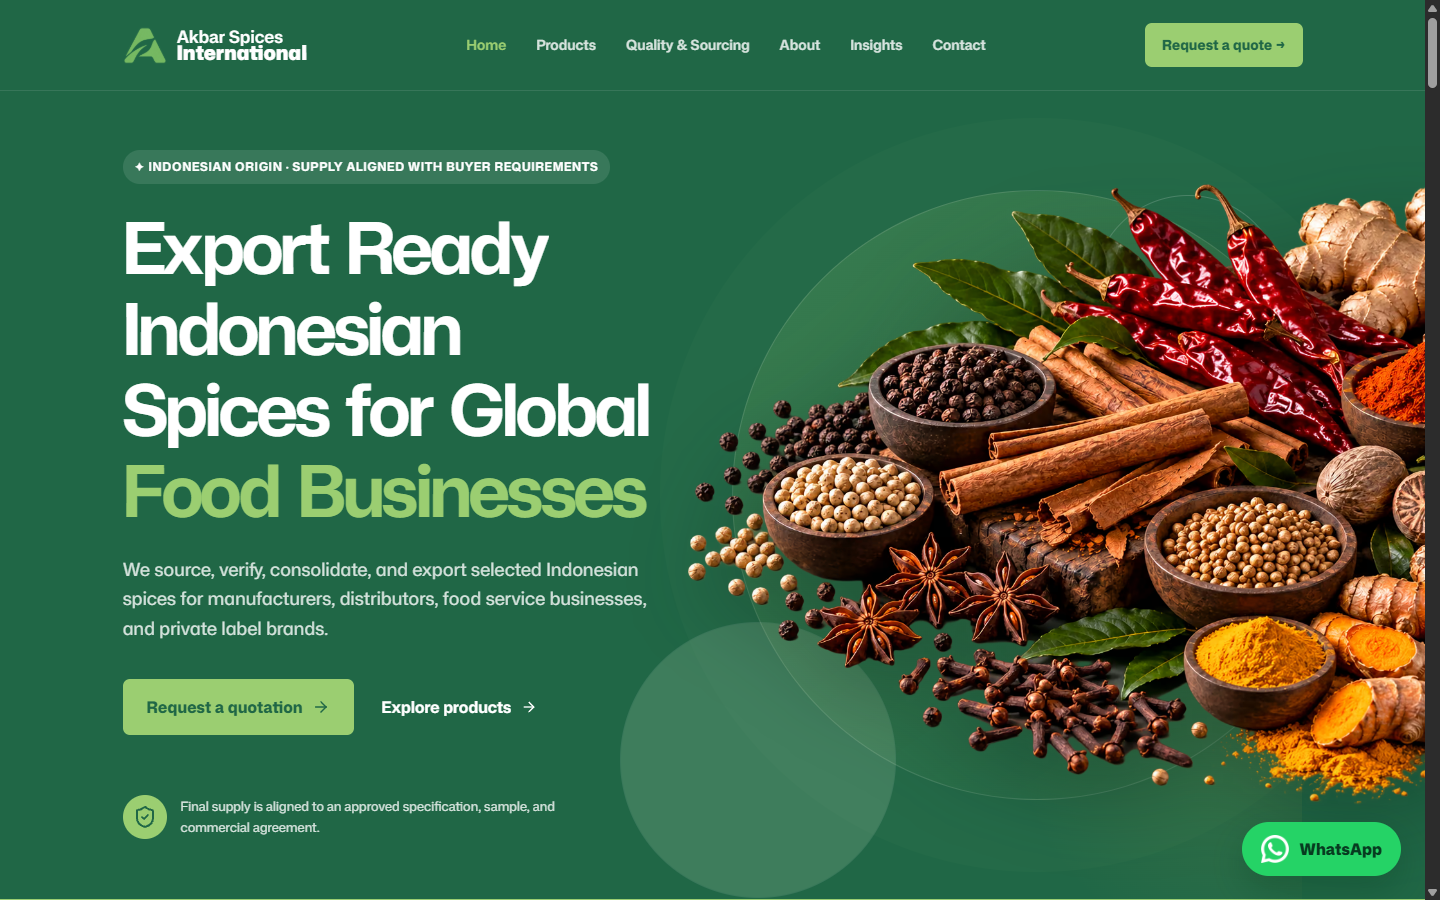 Akbar Spices
International
Home
Products
Quality & Sourcing
About
Insights
Contact
Request a quote →
✦ INDONESIAN ORIGIN · SUPPLY ALIGNED WITH BUYER REQUIREMENTS
Export Ready
Indonesian
Spices for Global
Food Businesses
We source, verify, consolidate, and export selected Indonesian
spices for manufacturers, distributors, food service businesses,
and private label brands.
Request a quotation →
Explore products →
Final supply is aligned to an approved specification, sample, and
commercial agreement.
WhatsApp